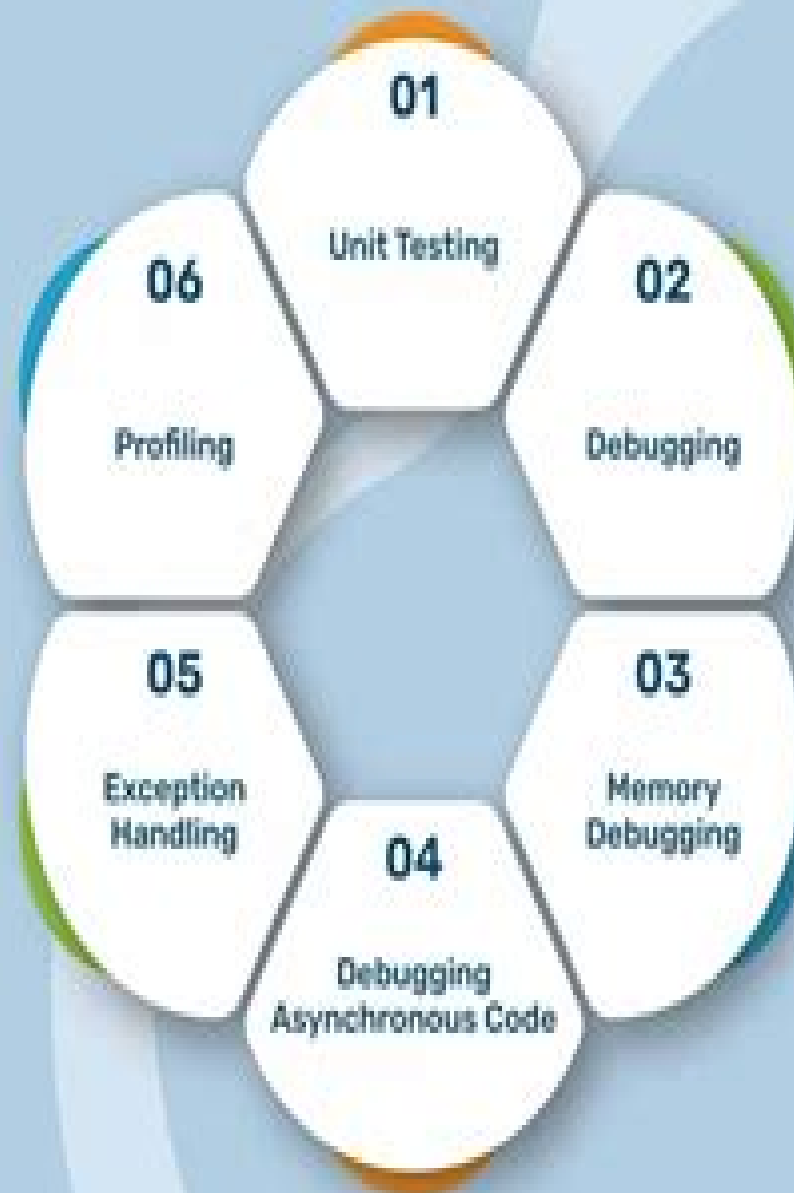 01
Unit Testing
02
Debugging
03
Memory
Debugging
04
Debugging
Asynchronous Code
05
Exception
Handling
06
Profiling